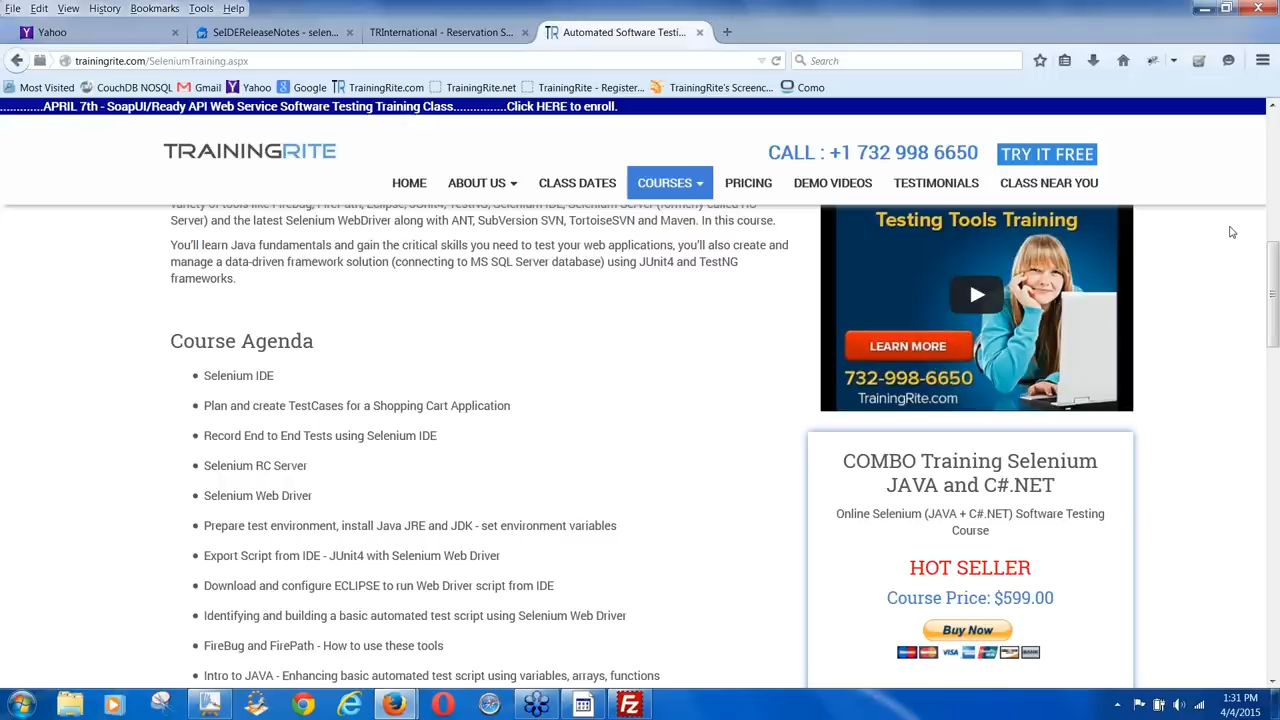 File Edit View History Bookmarks Tools Help
Yahoo
SeIDEReleaseNotes - selen...
TRInternational - Reservation S...
Automated Software Testi...
trainingrite.com/SeleniumTraining.aspx
Search
Most Visited CouchDB NOSQL Gmail Yahoo Google TrainingRite.com TrainingRite.net TrainingRite - Register... TrainingRite's Screenc... Como
.............APRIL 7th - SoapUI/Ready API Web Service Software Testing Training Class...............Click HERE to enroll.
TRAININGRITE
CALL : +1 732 998 6650 TRY IT FREE
HOME ABOUT US CLASS DATES COURSES PRICING DEMO VIDEOS TESTIMONIALS CLASS NEAR YOU
Server) and the latest Selenium WebDriver along with ANT, SubVersion SVN, TortoiseSVN and Maven. In this course.
You'll learn Java fundamentals and gain the critical skills you need to test your web applications, you'll also create and
manage a data-driven framework solution (connecting to MS SQL Server database) using JUnit4 and TestNG
frameworks.
Course Agenda
Selenium IDE
Plan and create TestCases for a Shopping Cart Application
Record End to End Tests using Selenium IDE
Selenium RC Server
Selenium Web Driver
Prepare test environment, install Java JRE and JDK - set environment variables
Export Script from IDE - JUnit4 with Selenium Web Driver
Download and configure ECLIPSE to run Web Driver script from IDE
Identifying and building a basic automated test script using Selenium Web Driver
FireBug and FirePath - How to use these tools
Intro to JAVA - Enhancing basic automated test script using variables, arrays, functions
Testing Tools Training
LEARN MORE
732-998-6650
TrainingRite.com
COMBO Training Selenium
JAVA and C#.NET
Online Selenium (JAVA + C#.NET) Software Testing
Course
HOT SELLER
Course Price: $599.00
Buy Now
VISA
1:31 PM
4/4/2015